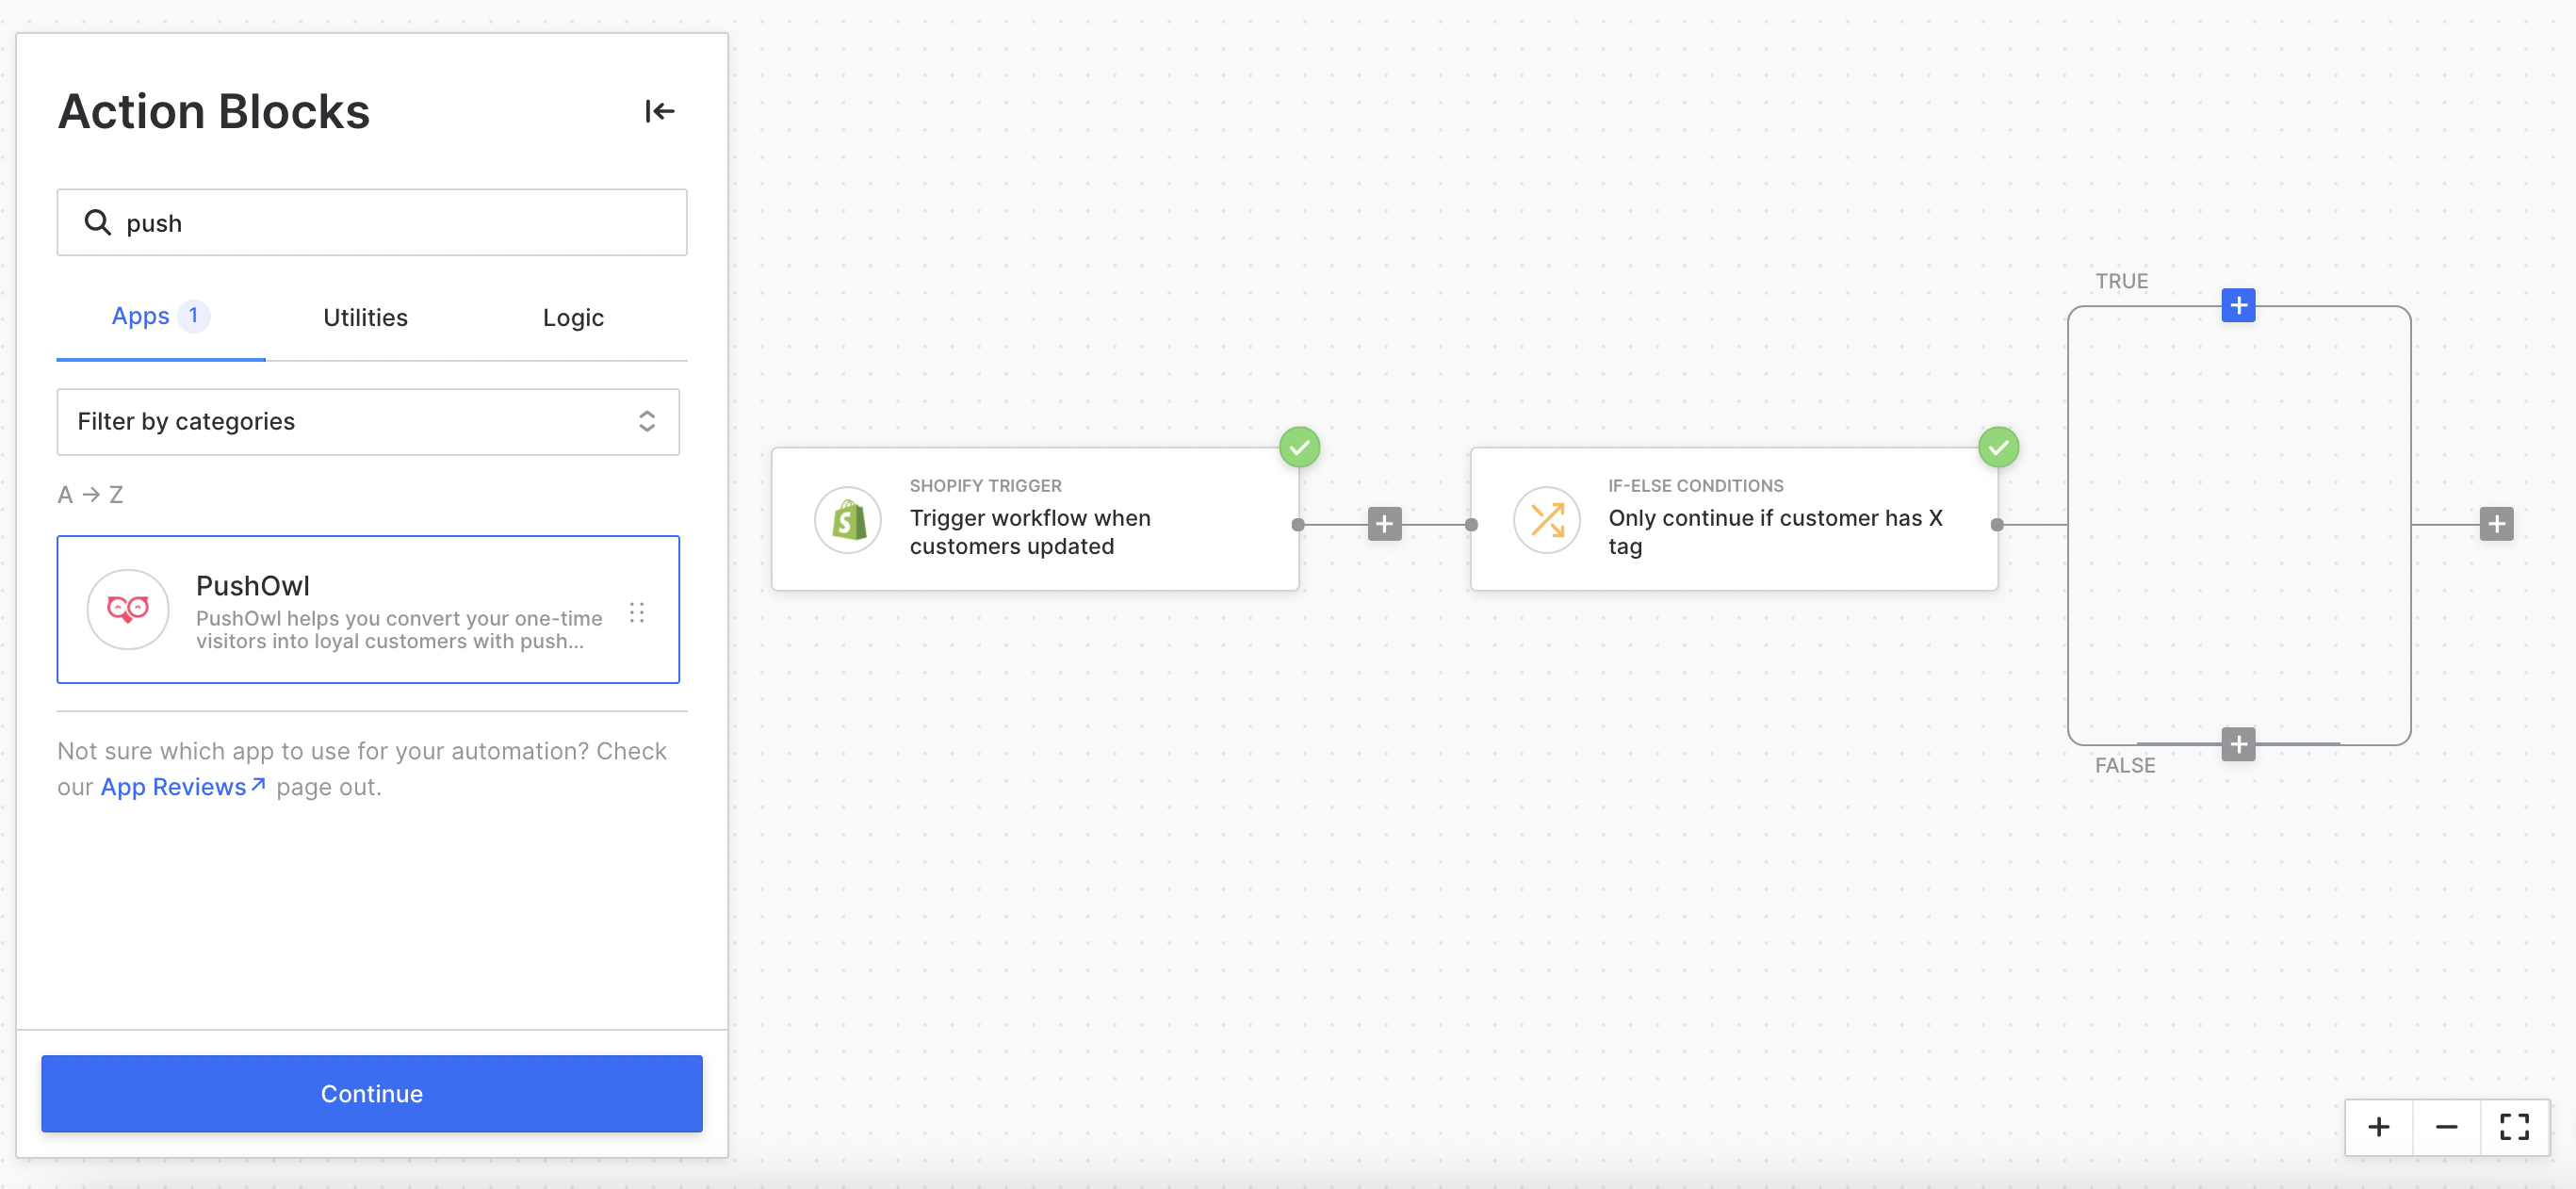 Action Blocks
push
Apps 1
Utilities
Logic
Filter by categories
A → Z
PushOwl
PushOwl helps you convert your one-time
visitors into loyal customers with push...
Not sure which app to use for your automation? Check
our App Reviews↗ page out.
Continue
SHOPIFY TRIGGER
Trigger workflow when
customers updated
IF-ELSE CONDITIONS
Only continue if customer has X
tag
TRUE
FALSE